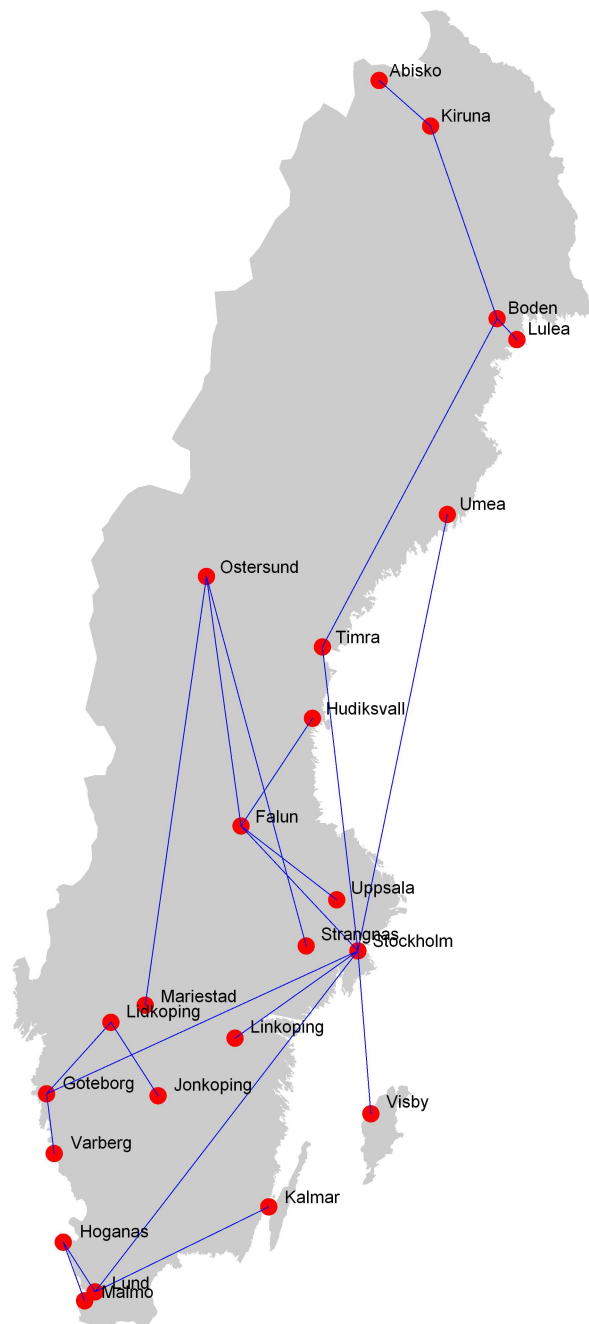 Abisko
Kiruna
Boden
Lulea
Umea
Ostersund
Timra
Hudiksvall
Falun
Uppsala
Strangnas
Stockholm
Mariestad
Lidkoping
Linkoping
Goteborg
Jonkoping
Visby
Varberg
Kalmar
Hoganas
Lund
Malmo